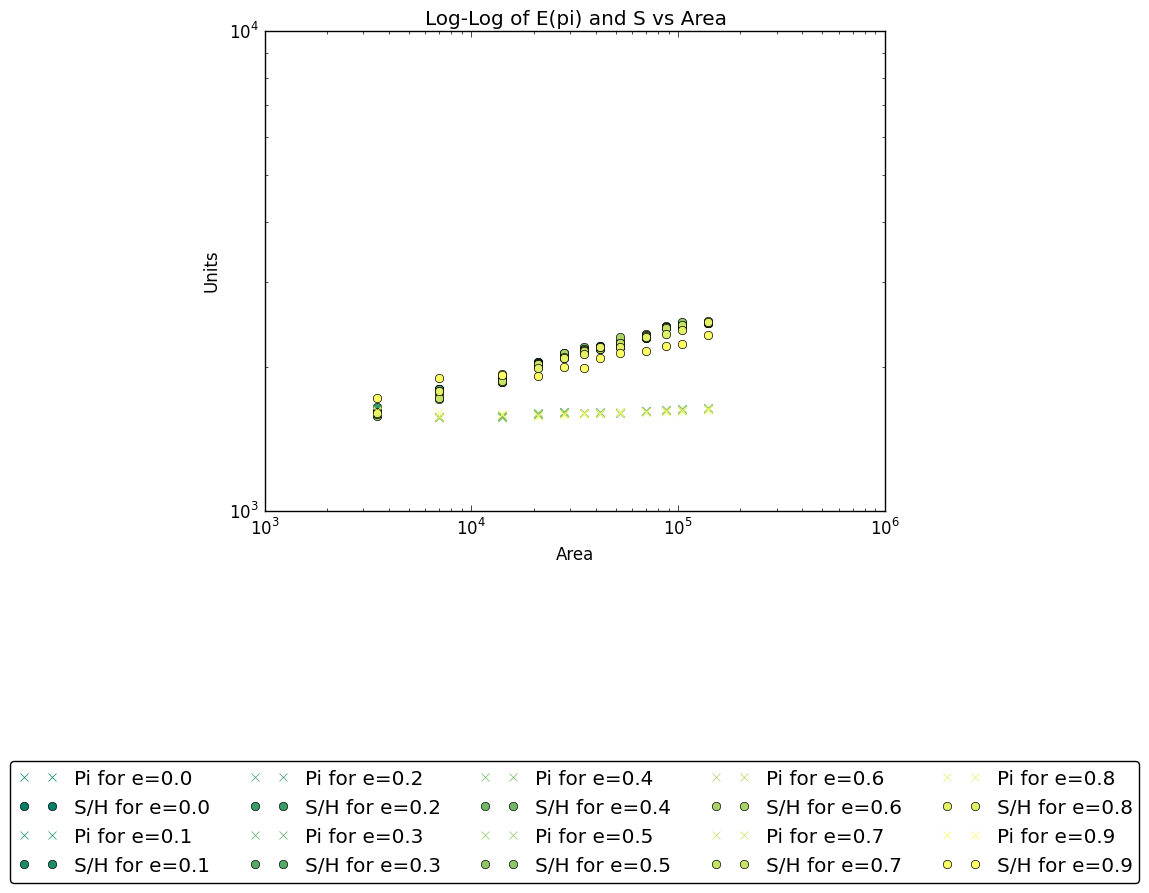 Log-Log of E(pi) and S vs Area
10^4
Units
10^3
10^3 10^4 10^5 10^6
Area
Pi for e=0.0 Pi for e=0.2 Pi for e=0.4 Pi for e=0.6 Pi for e=0.8
S/H for e=0.0 S/H for e=0.2 S/H for e=0.4 S/H for e=0.6 S/H for e=0.8
Pi for e=0.1 Pi for e=0.3 Pi for e=0.5 Pi for e=0.7 Pi for e=0.9
S/H for e=0.1 S/H for e=0.3 S/H for e=0.5 S/H for e=0.7 S/H for e=0.9